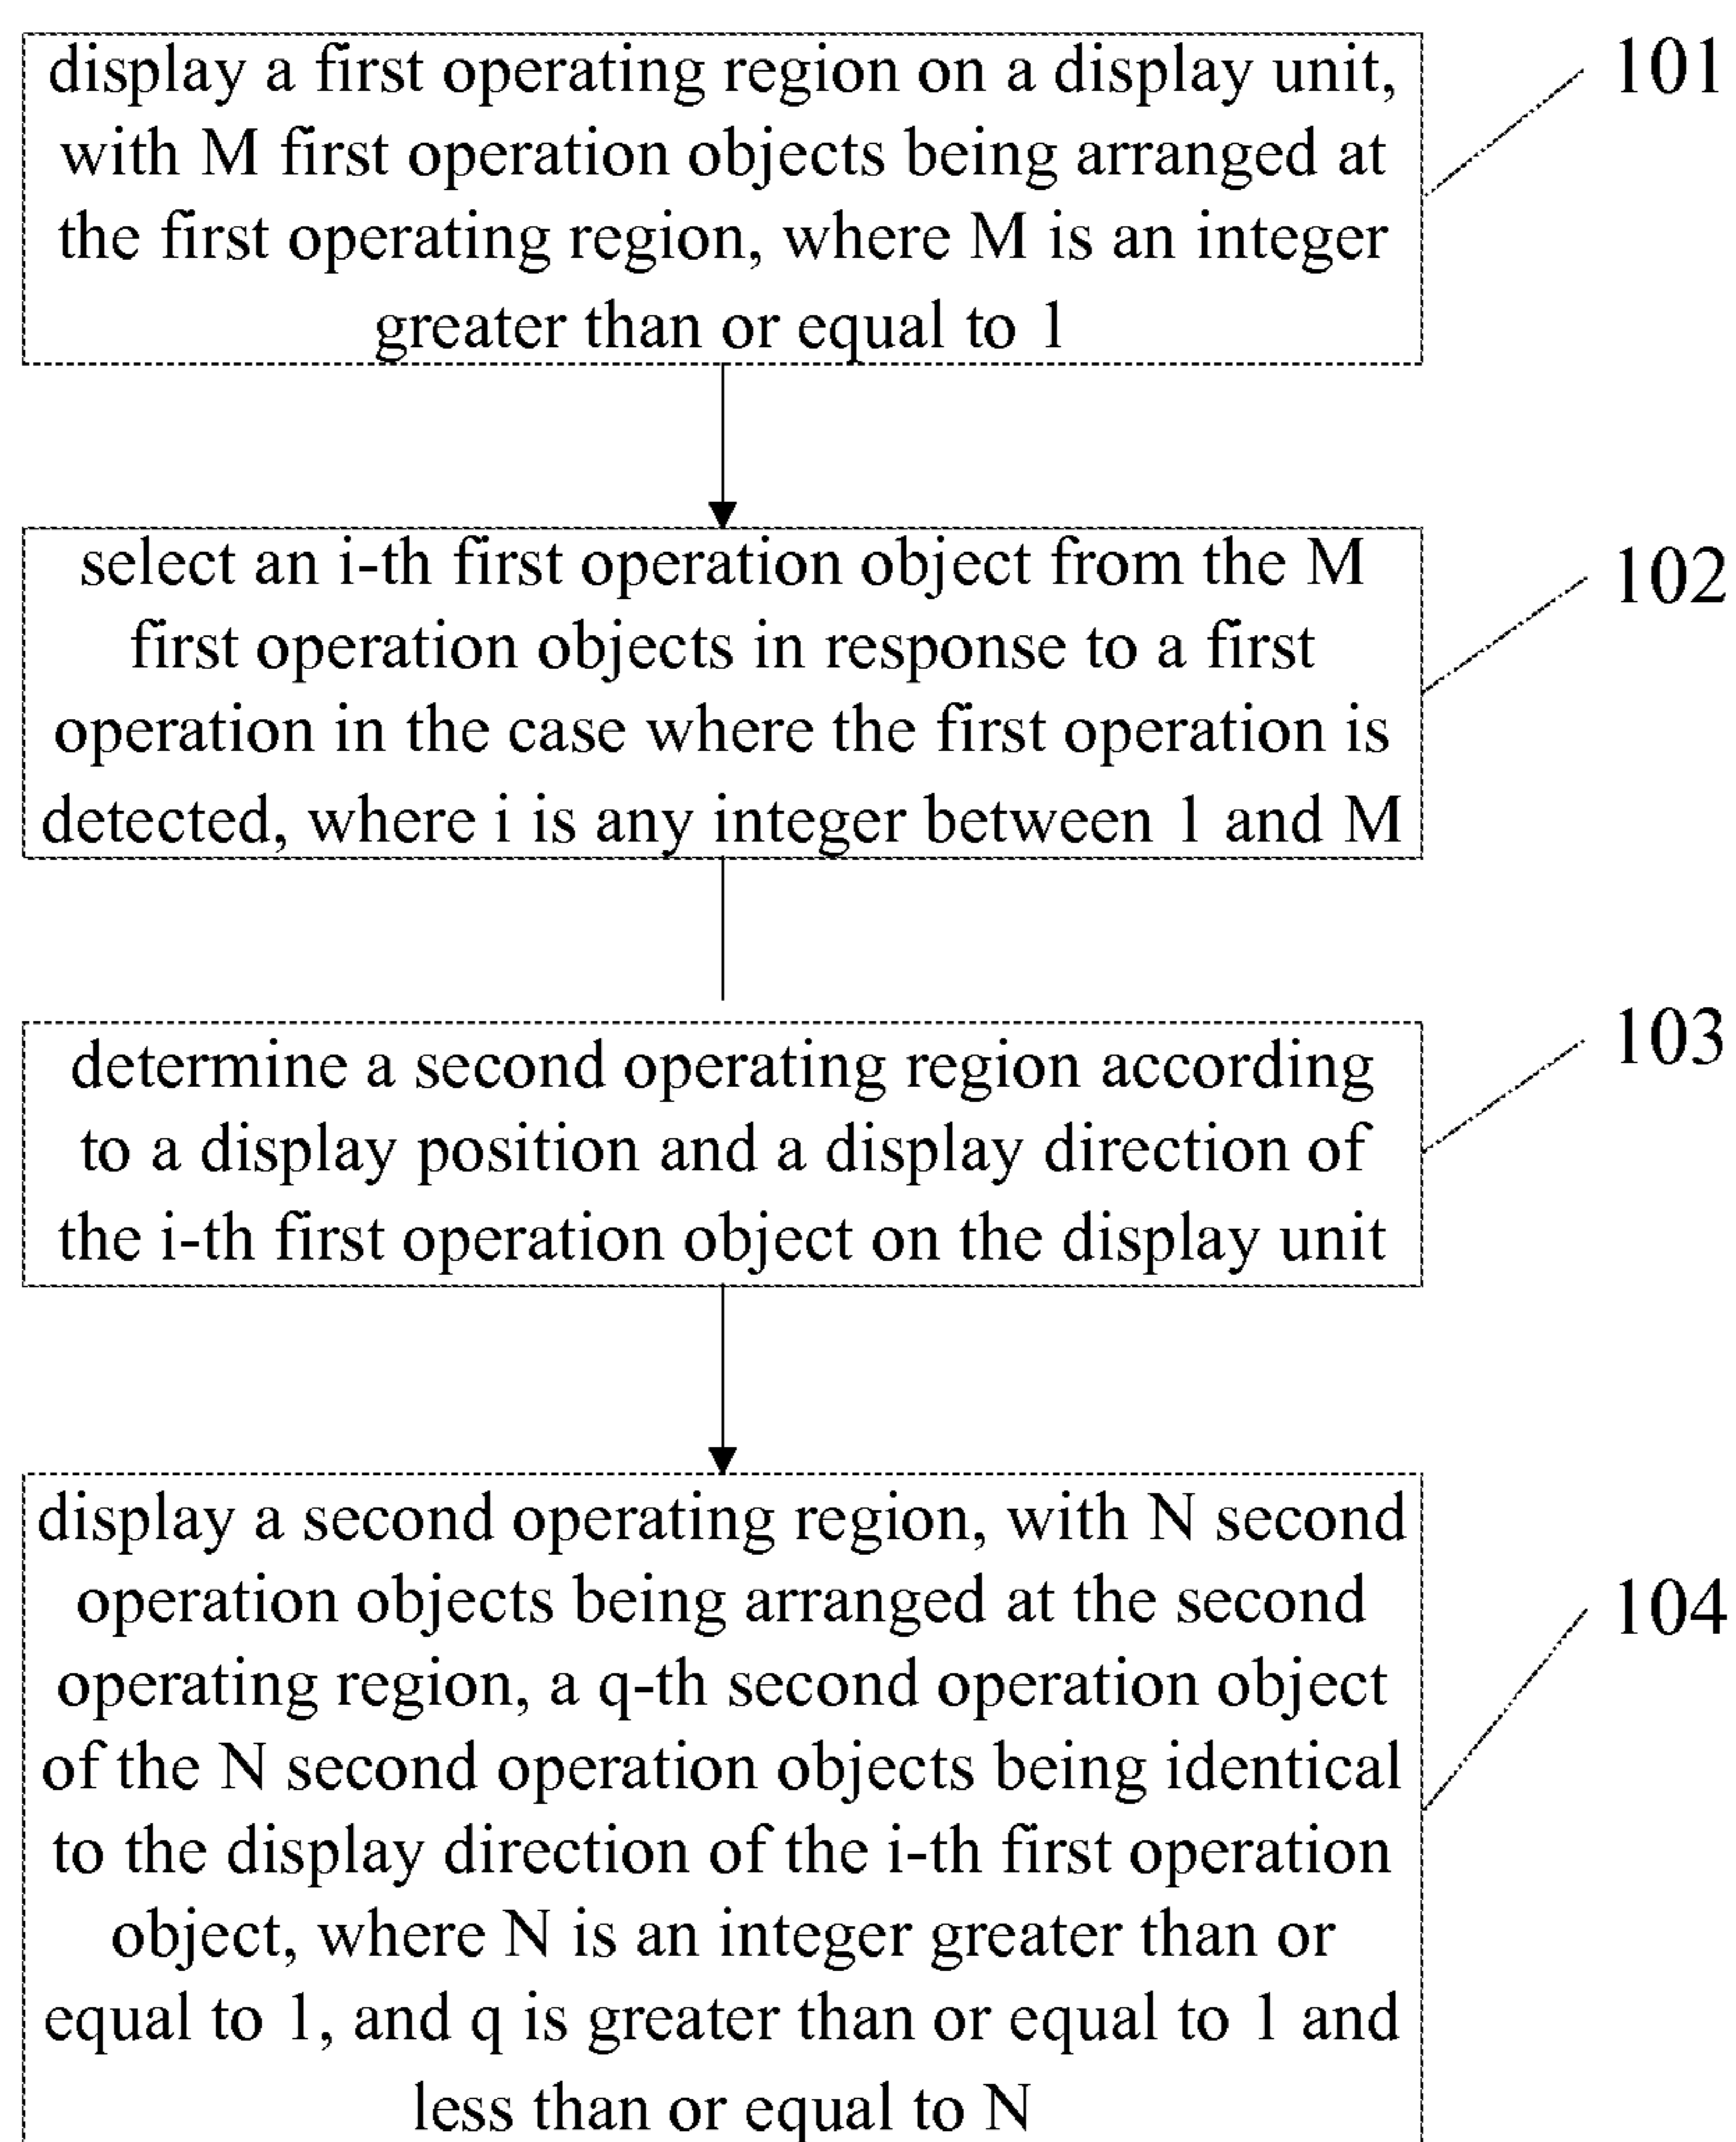 display a first operating region on a display unit,
with M first operation objects being arranged at
the first operating region, where M is an integer
greater than or equal to 1
101
select an i-th first operation object from the M
first operation objects in response to a first
operation in the case where the first operation is
detected, where i is any integer between 1 and M
102
determine a second operating region according
to a display position and a display direction of
the i-th first operation object on the display unit
103
display a second operating region, with N second
operation objects being arranged at the second
operating region, a q-th second operation object
of the N second operation objects being identical
to the display direction of the i-th first operation
object, where N is an integer greater than or
equal to 1, and q is greater than or equal to 1 and
less than or equal to N
104